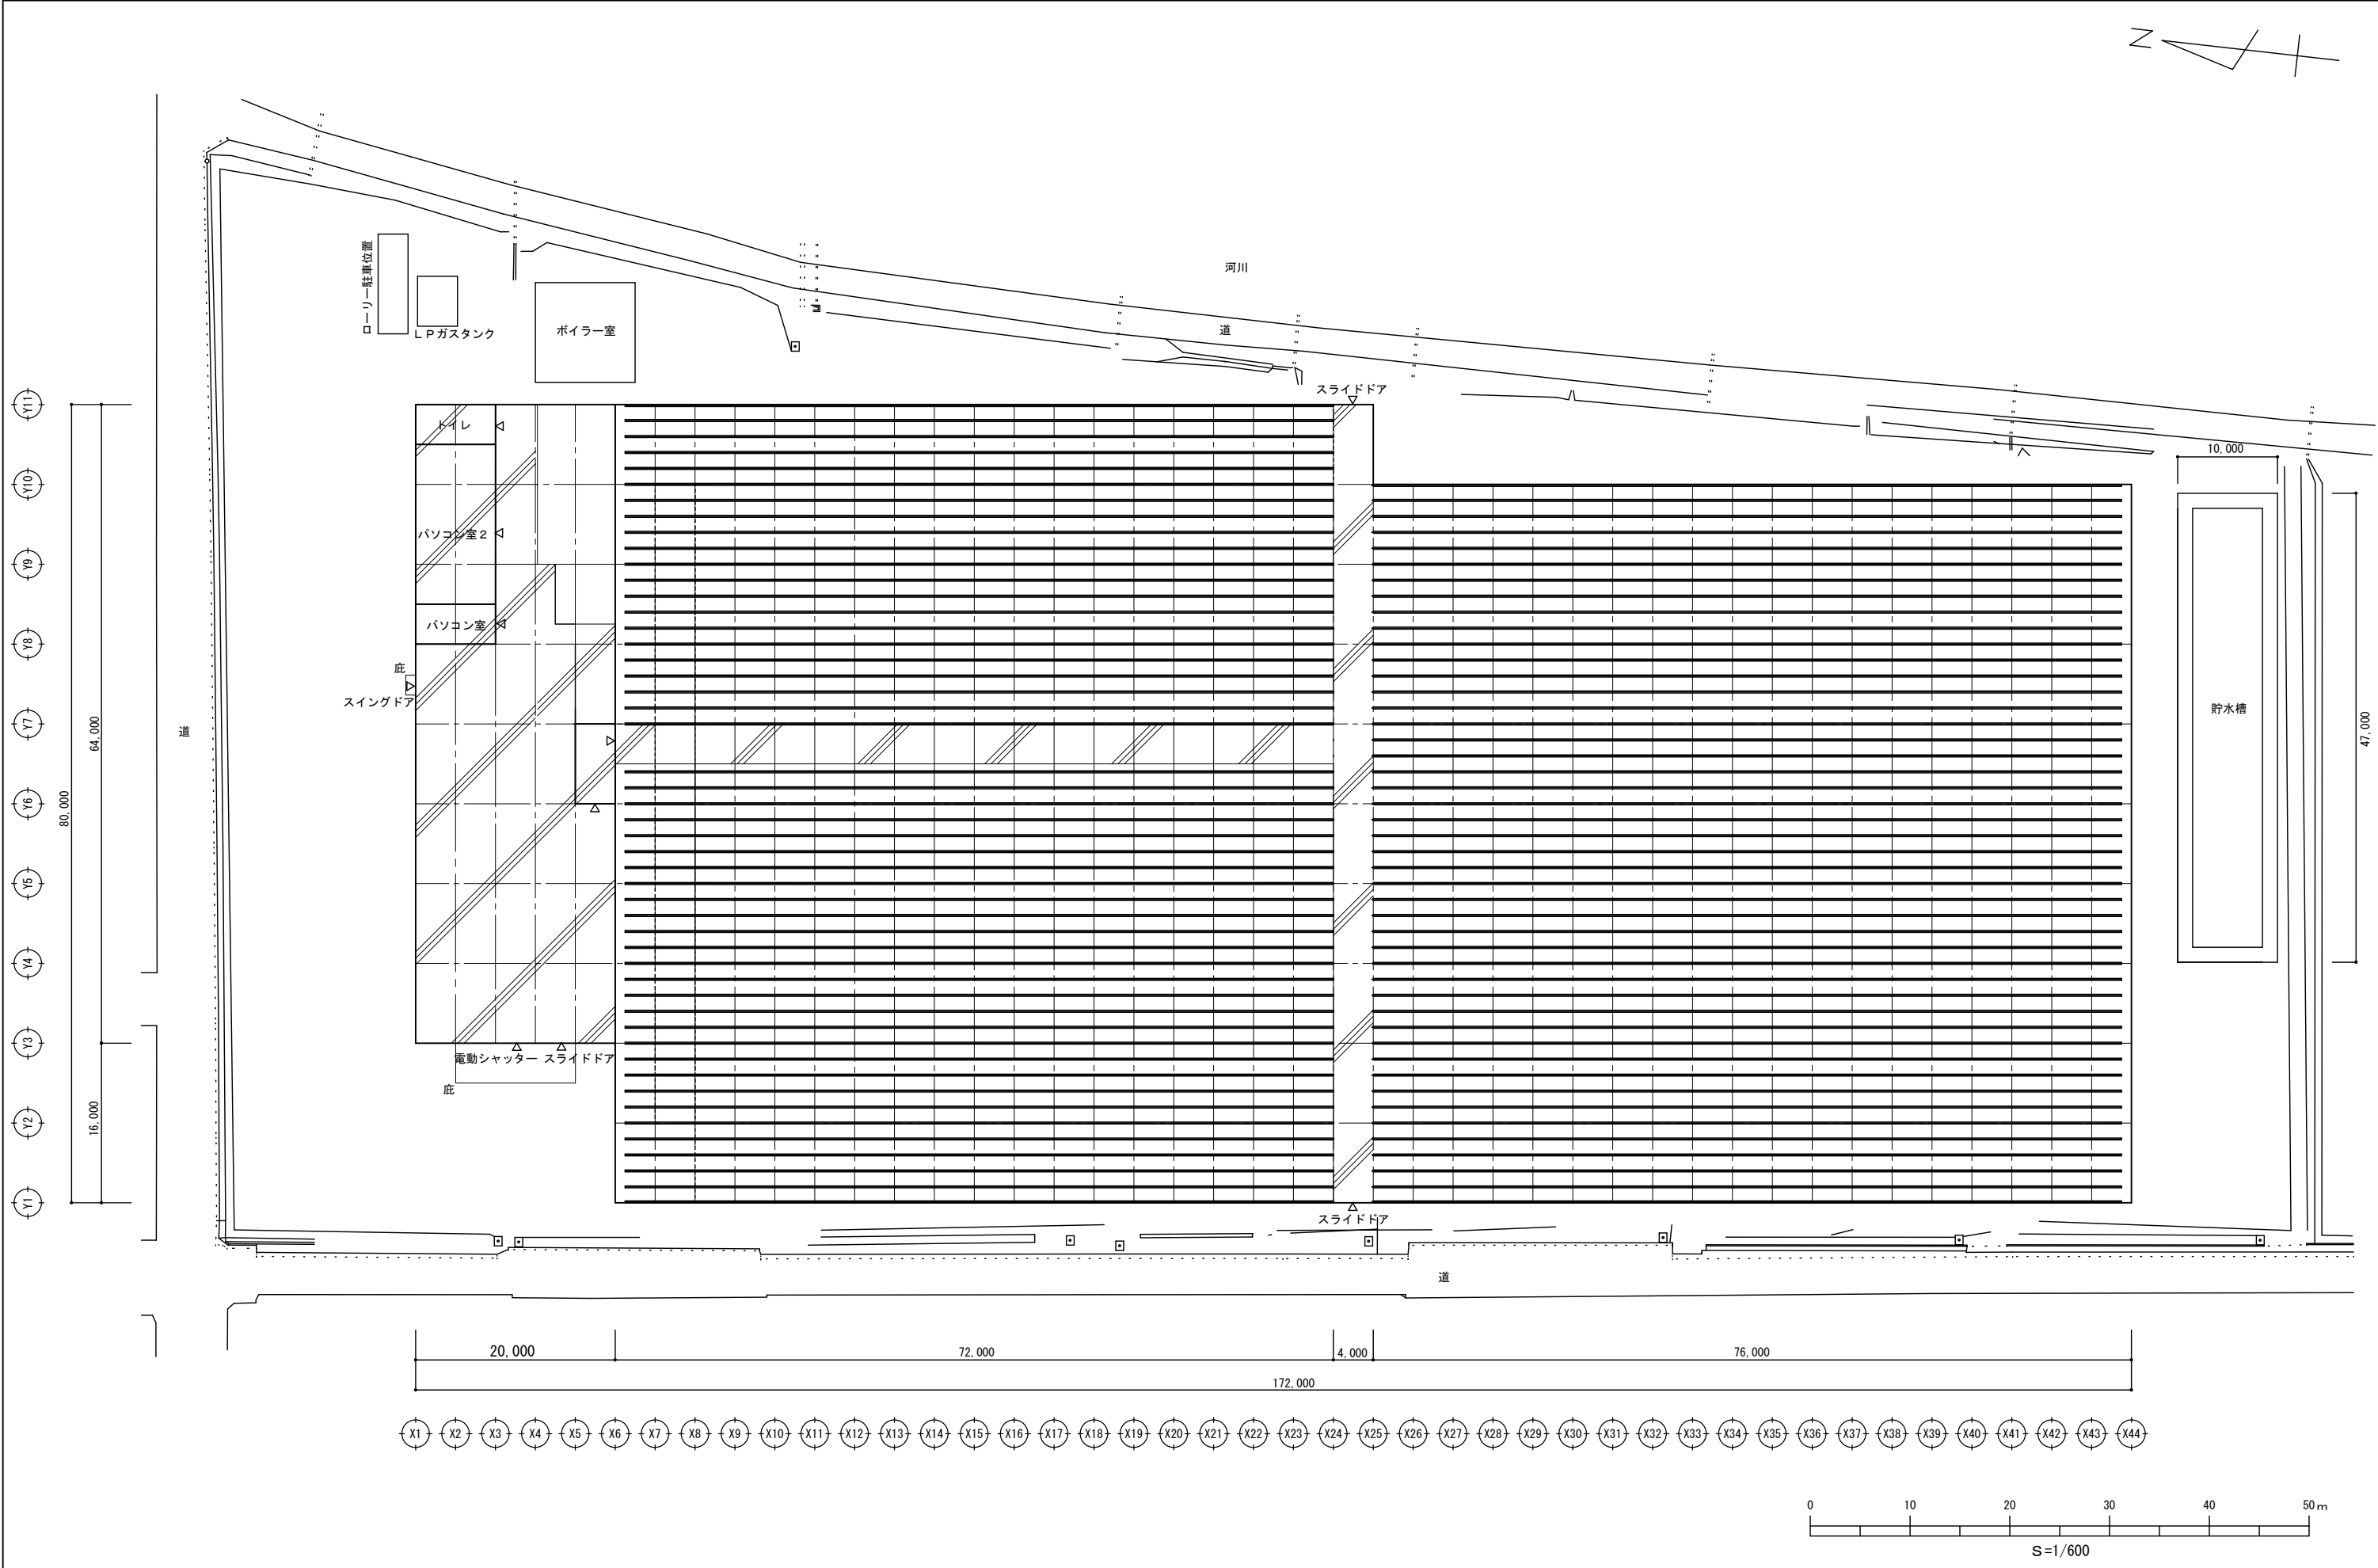 N
河川
道
ローリー駐車位置
LPガスタンク
ボイラー室
スライドドア
トイレ
パソコン室2
パソコン室
庇
スイングドア
道
10,000
貯水槽
47,000
Y11
Y10
Y9
Y8
Y7
Y6
Y5
Y4
Y3
Y2
Y1
64,000
80,000
16,000
電動シャッター スライドドア
庇
スライドドア
道
20,000
72,000
4,000
76,000
172,000
X1 X2 X3 X4 X5 X6 X7 X8 X9 X10 X11 X12 X13 X14 X15 X16 X17 X18 X19 X20 X21 X22 X23 X24 X25 X26 X27 X28 X29 X30 X31 X32 X33 X34 X35 X36 X37 X38 X39 X40 X41 X42 X43 X44
0 10 20 30 40 50m
S=1/600